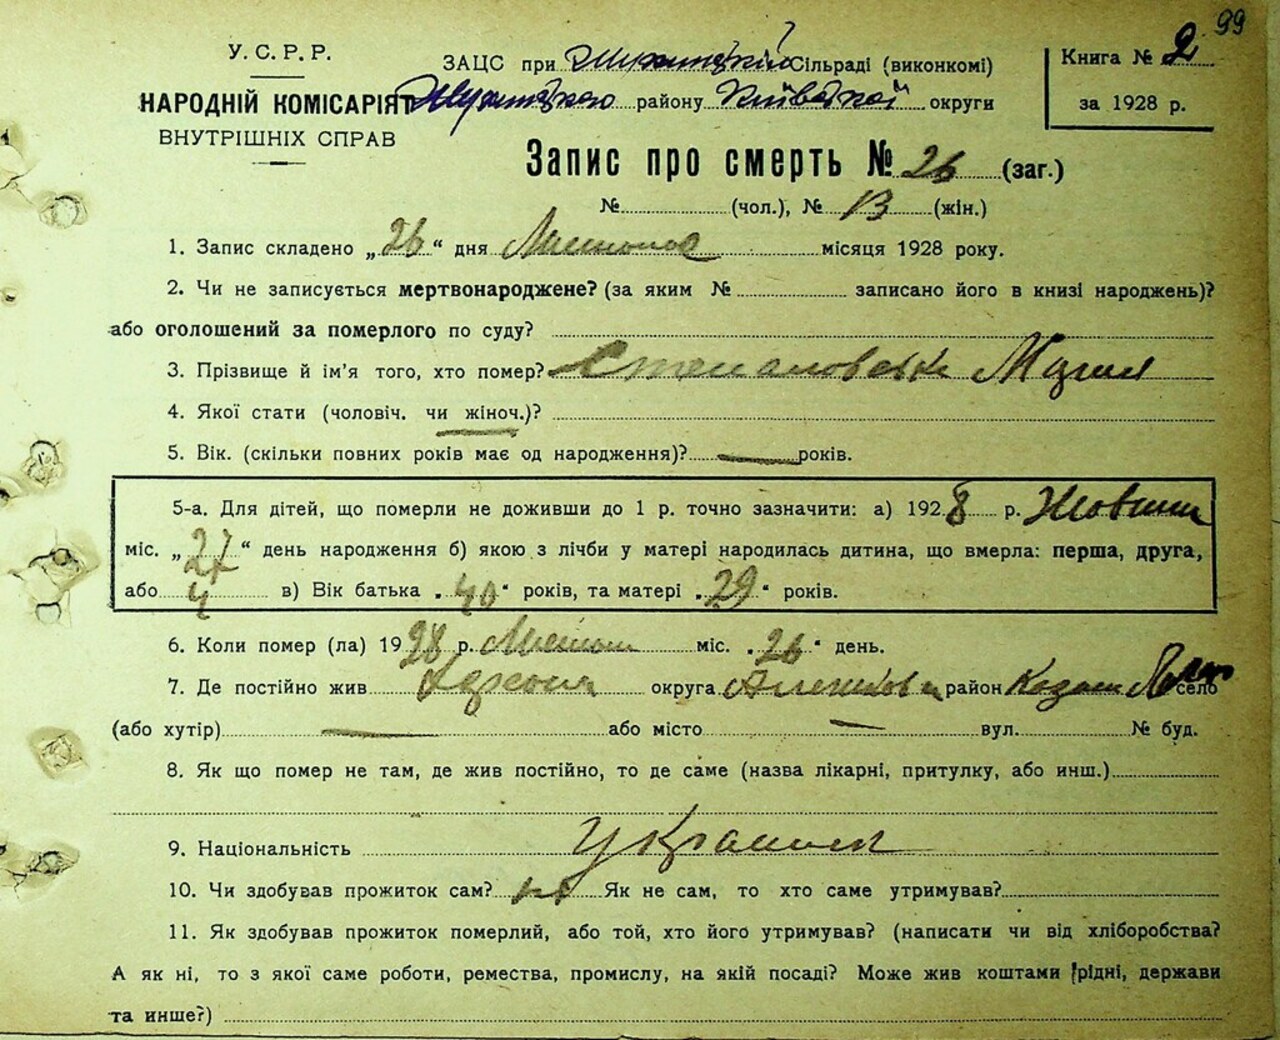 99
У.С.Р.Р.
НАРОДНІЙ КОМІСАРІЯТ
ВНУТРІШНІХ СПРАВ
ЗАЦС при Сільраді (виконкомі)
району Київської округи
Книга № 2
за 1928 р.
Запис про смерть № 26 (заг.)
№ (чол.), № 13 (жін.)
1. Запис складено „26“ дня Листопада місяця 1928 року.
2. Чи не записується мертвонароджене? (за яким № записано його в книзі народжень)?
або оголошений за померлого по суду?
3. Прізвище й ім'я того, хто помер? Марія
4. Якої стати (чоловіч. чи жіноч.)?
5. Вік. (скільки повних років має од народження)? років.
5-а. Для дітей, що померли не доживши до 1 р. точно зазначити: а) 1928 р. Жовтня
міс. „27“ день народження б) якою з лічби у матері народилась дитина, що вмерла: перша, друга,
або 4 в) Вік батька „40“ років, та матері „29“ років.
6. Коли помер (ла) 1928 р. міс. „26“ день.
7. Де постійно жив Херсонс округа район село
(або хутір) або місто вул. № буд.
8. Як що помер не там, де жив постійно, то де саме (назва лікарні, притулку, або инш.)
9. Національність
10. Чи здобував прожиток сам? ні Як не сам, то хто саме утримував?
11. Як здобував прожиток померлий, або той, хто його утримував? (написати чи від хліборобства?
А як ні, то з якої саме роботи, ремества, промислу, на якій посаді? Може жив коштами рідні, держави
та инше?)